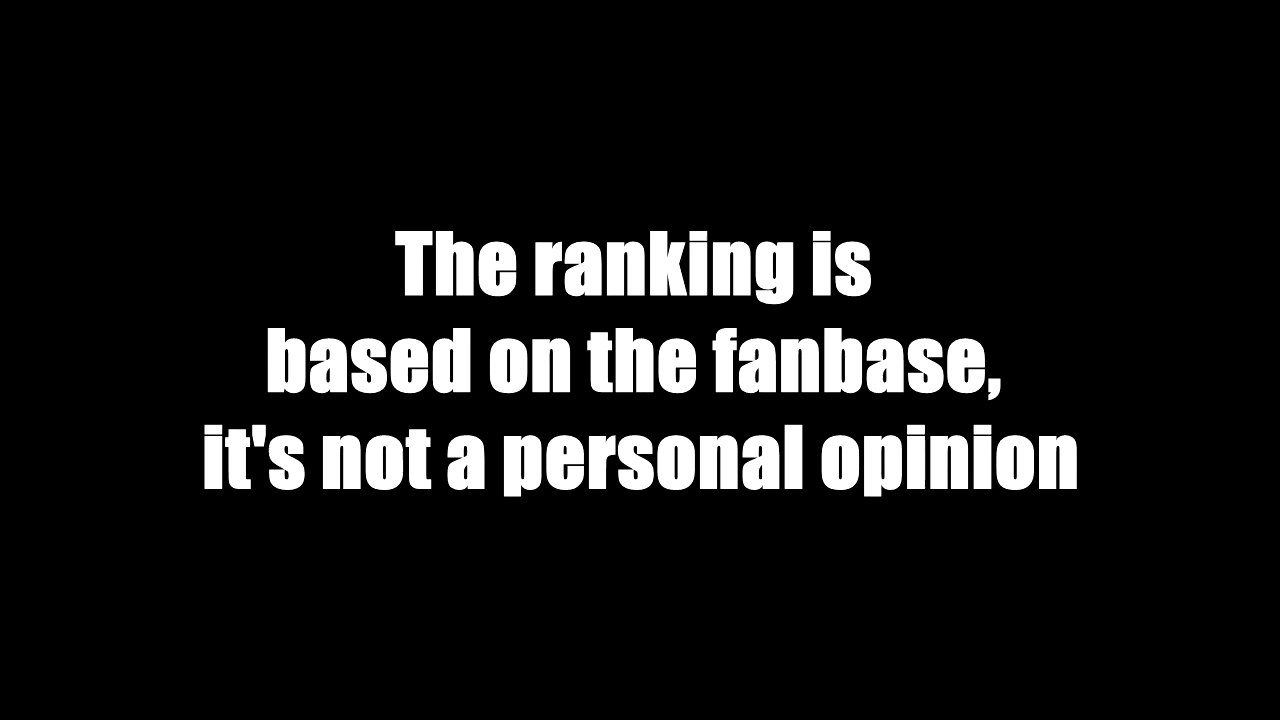 The ranking is
based on the fanbase,
it's not a personal opinion